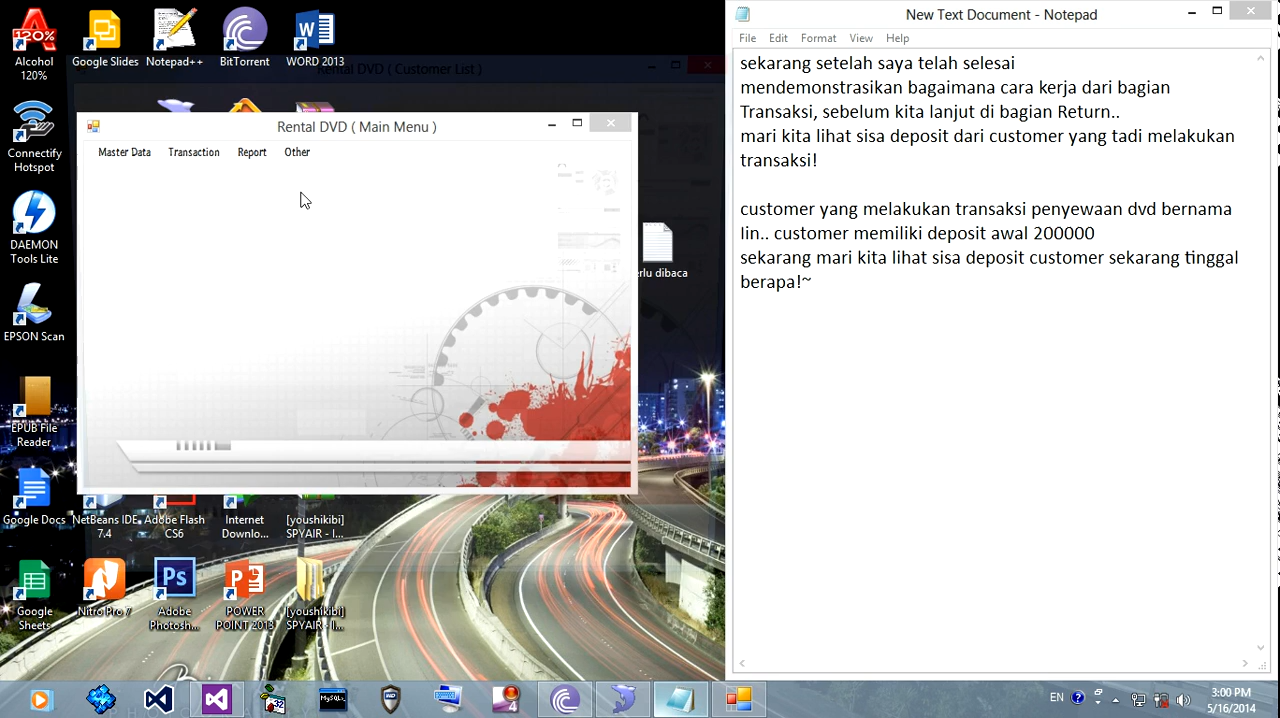 Alcohol 120%
Google Slides
Notepad++
BitTorrent
WORD 2013
Rental DVD ( Customer List )
Connectify Hotspot
DAEMON Tools Lite
EPSON Scan
EPUB File Reader
Google Docs
NetBeans IDE 7.4
Adobe Flash CS6
Internet Downlo...
[youshikibi] SPYAIR - I...
Google Sheets
Nitro Pro 7
Adobe Photosh...
POWER POINT 2013
[youshikibi] SPYAIR - I...
rlu dibaca
Rental DVD ( Main Menu )
Master Data Transaction Report Other
New Text Document - Notepad
File Edit Format View Help
sekarang setelah saya telah selesai
mendemonstrasikan bagaimana cara kerja dari bagian
Transaksi, sebelum kita lanjut di bagian Return..
mari kita lihat sisa deposit dari customer yang tadi melakukan
transaksi!
customer yang melakukan transaksi penyewaan dvd bernama
lin.. customer memiliki deposit awal 200000
sekarang mari kita lihat sisa deposit customer sekarang tinggal
berapa!~
EN
3:00 PM
5/16/2014